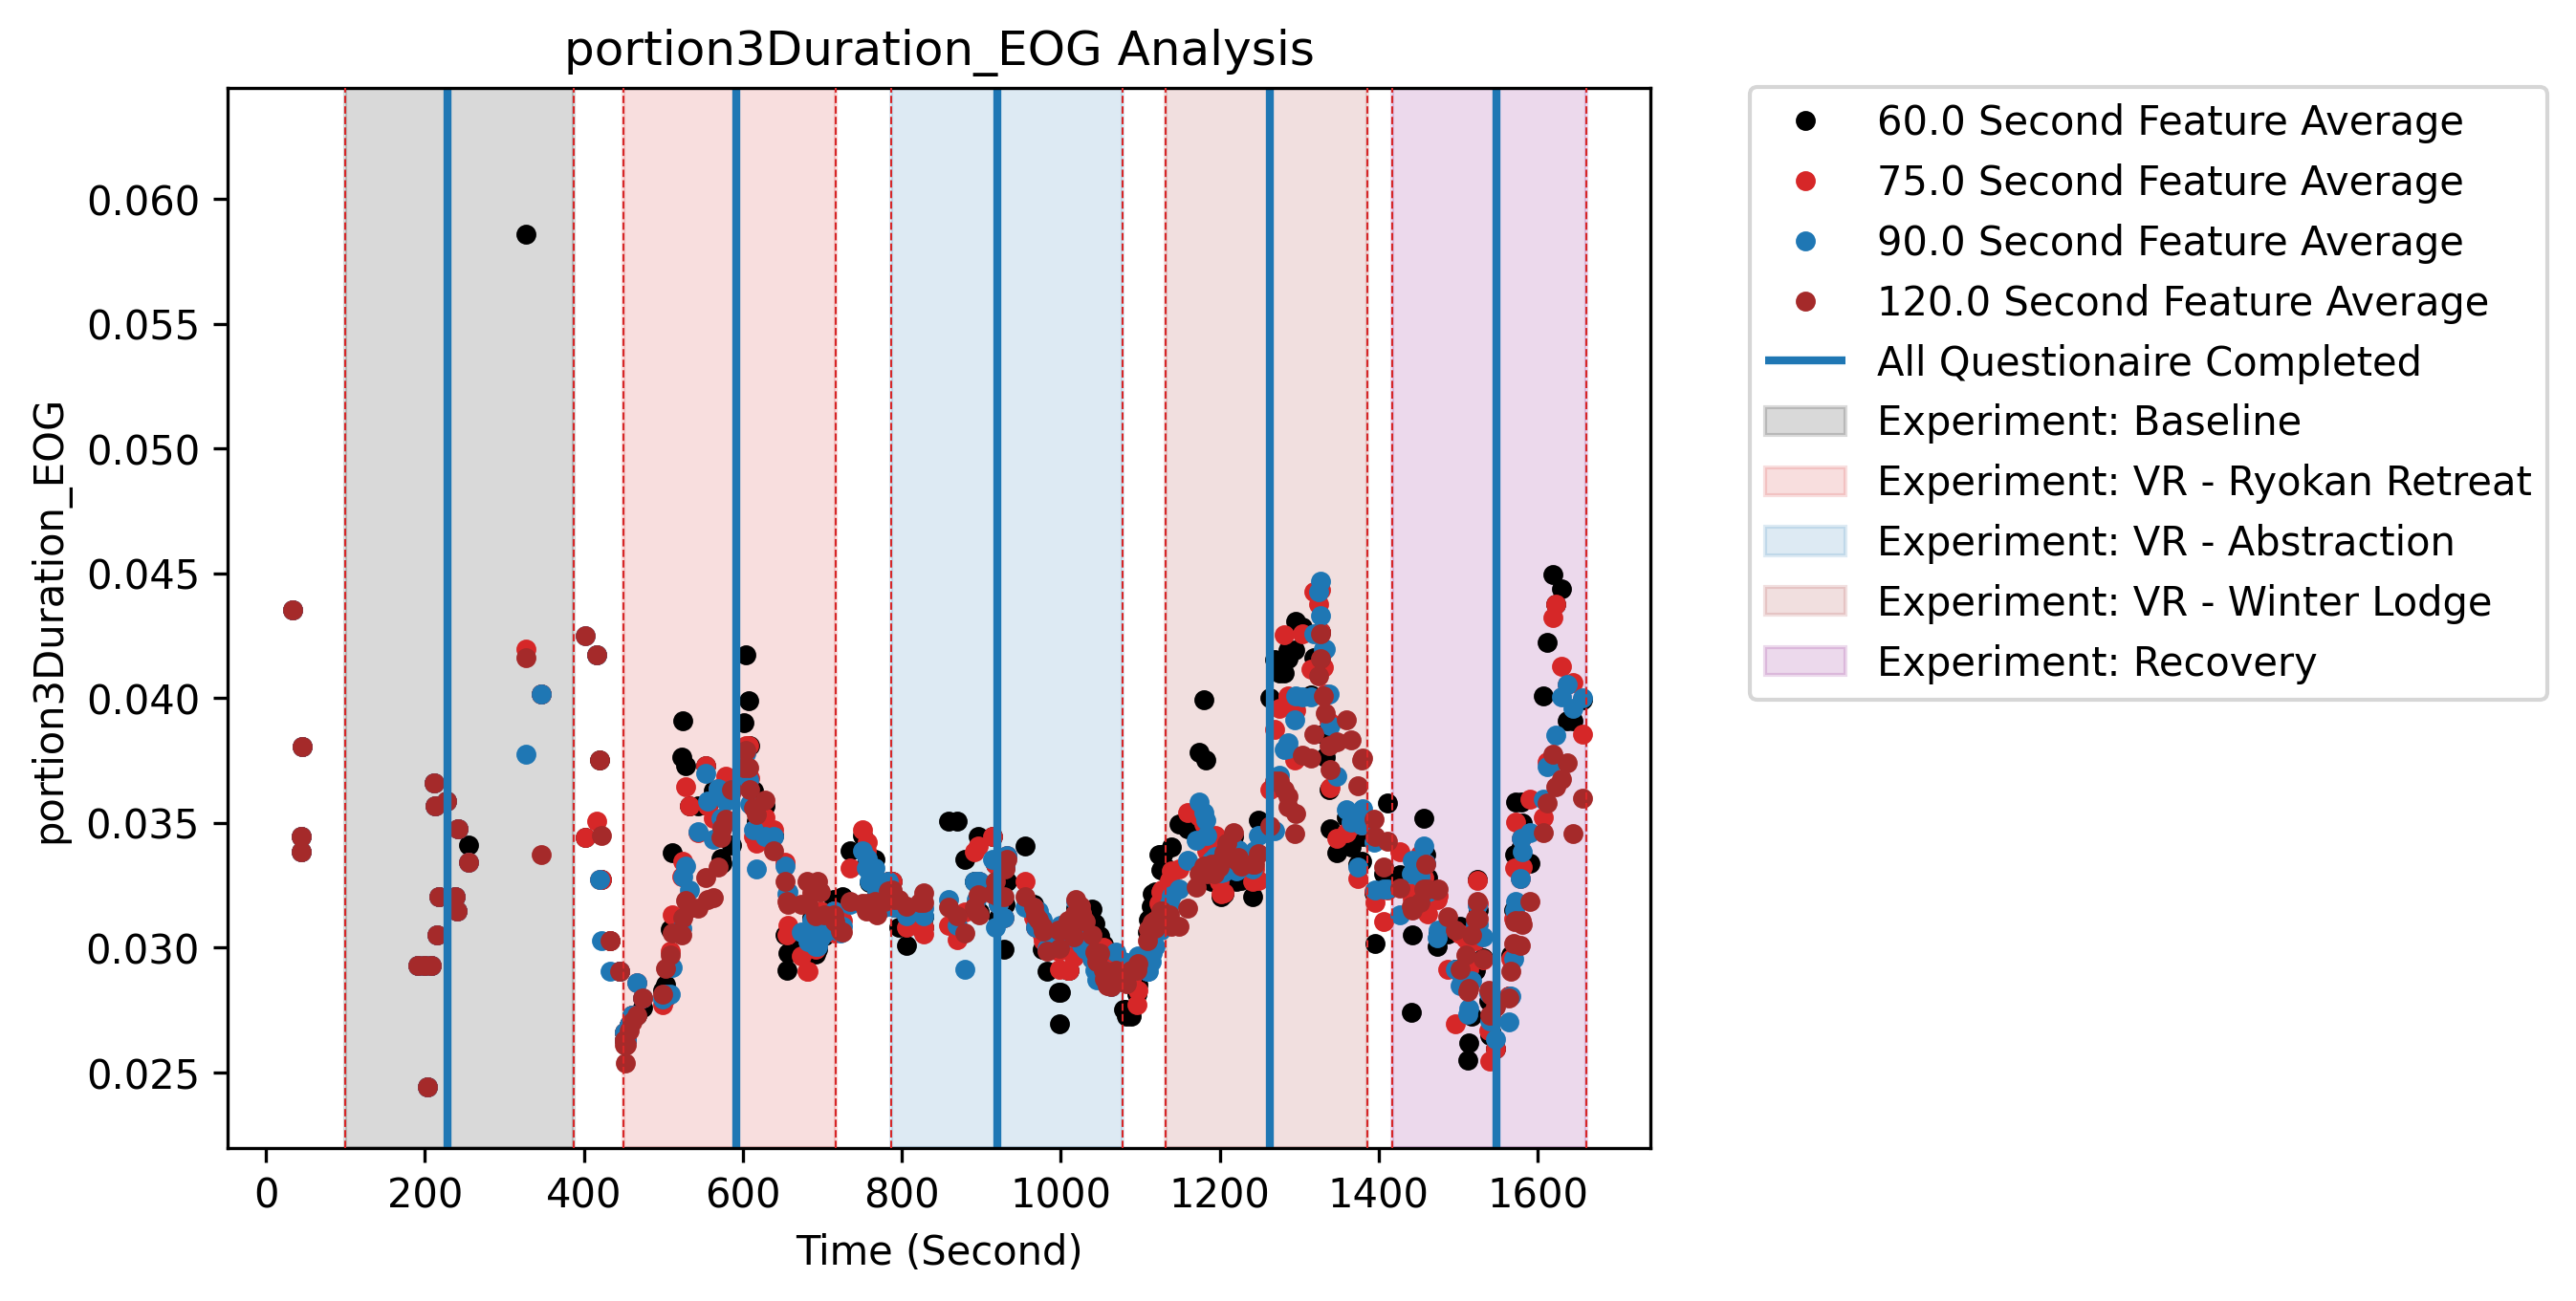 portion3Duration_EOG Analysis
portion3Duration_EOG
0.060
0.055
0.050
0.045
0.040
0.035
0.030
0.025
0 200 400 600 800 1000 1200 1400 1600
Time (Second)
60.0 Second Feature Average
75.0 Second Feature Average
90.0 Second Feature Average
120.0 Second Feature Average
All Questionaire Completed
Experiment: Baseline
Experiment: VR - Ryokan Retreat
Experiment: VR - Abstraction
Experiment: VR - Winter Lodge
Experiment: Recovery